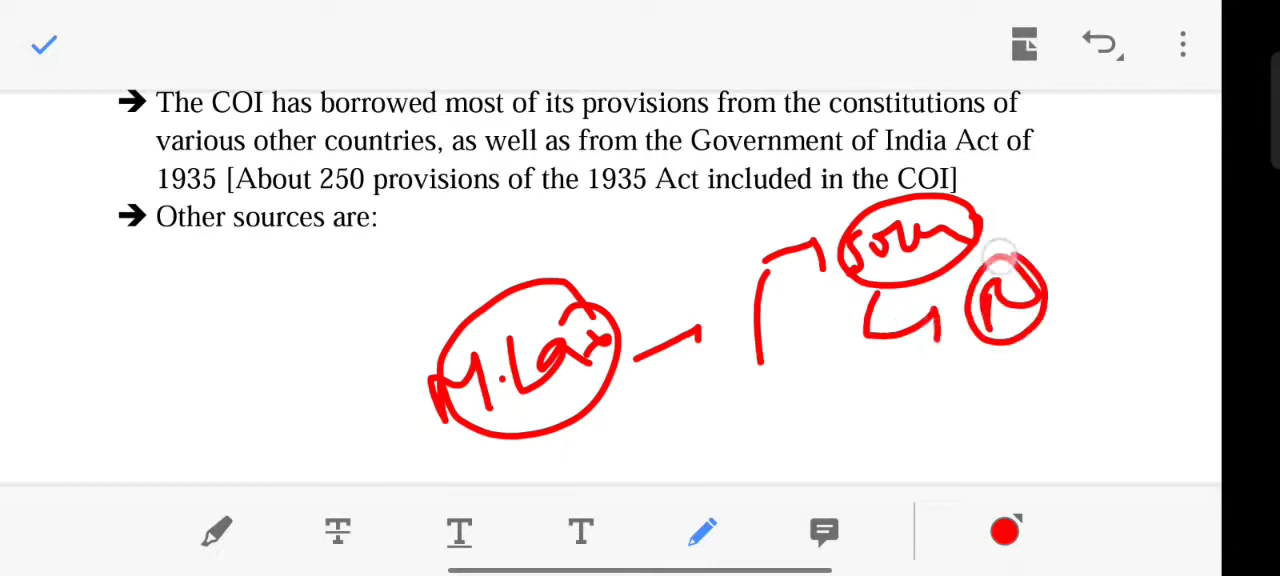 ➔ The COI has borrowed most of its provisions from the constitutions of
various other countries, as well as from the Government of India Act of
1935 [About 250 provisions of the 1935 Act included in the COI]
➔ Other sources are:
M.Lax